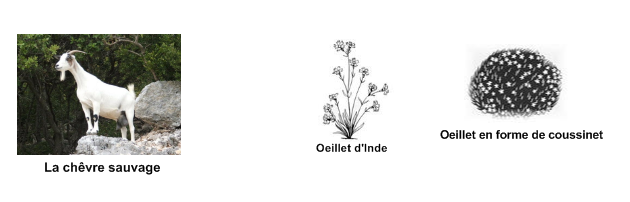 La chêvre sauvage
Oeillet d'Inde
Oeillet en forme de coussinet